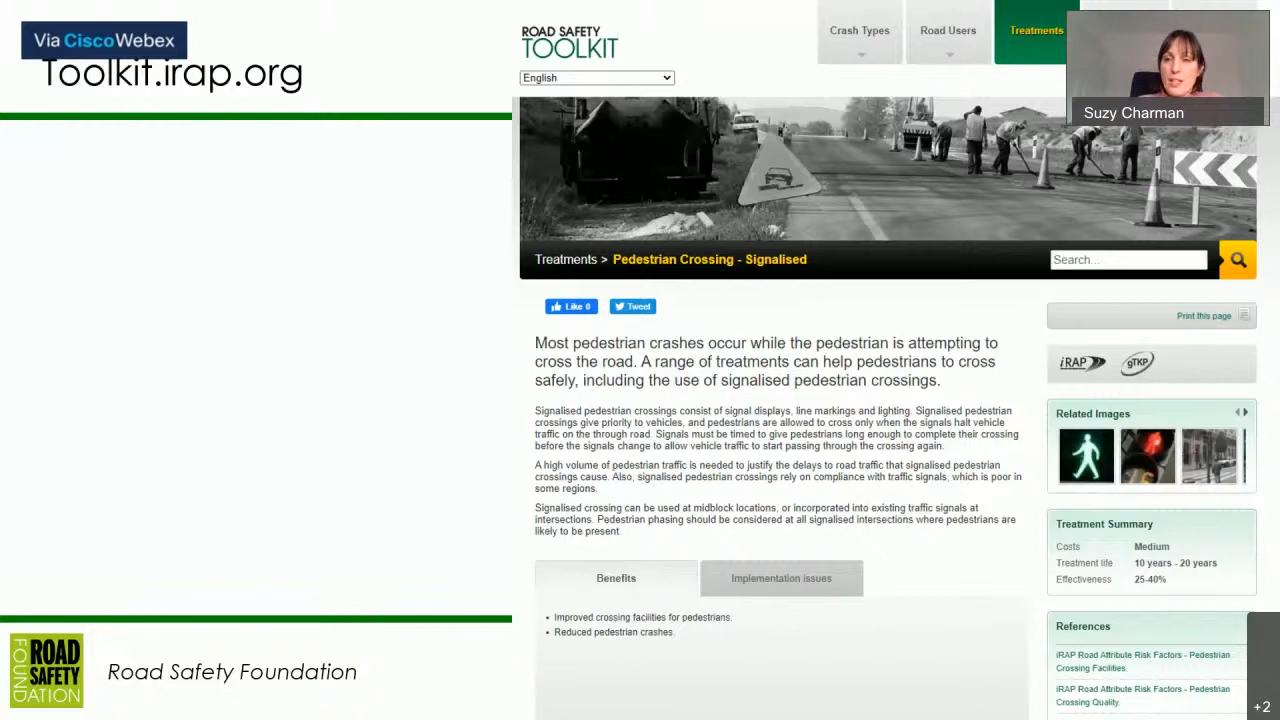 Via Cisco Webex
Toolkit.irap.org
ROAD SAFETY
TOOLKIT
English
Crash Types
Road Users
Treatments
Suzy Charman
Treatments > Pedestrian Crossing - Signalised
Search...
Like 0
Tweet
Print this page
Most pedestrian crashes occur while the pedestrian is attempting to
cross the road. A range of treatments can help pedestrians to cross
safely, including the use of signalised pedestrian crossings.
Signalised pedestrian crossings consist of signal displays, line markings and lighting. Signalised pedestrian
crossings give priority to vehicles, and pedestrians are allowed to cross only when the signals halt vehicle
traffic on the through road. Signals must be timed to give pedestrians long enough to complete their crossing
before the signals change to allow vehicle traffic to start passing through the crossing again.
A high volume of pedestrian traffic is needed to justify the delays to road traffic that signalised pedestrian
crossings cause. Also, signalised pedestrian crossings rely on compliance with traffic signals, which is poor in
some regions.
Signalised crossing can be used at midblock locations, or incorporated into existing traffic signals at
intersections. Pedestrian phasing should be considered at all signalised intersections where pedestrians are
likely to be present.
Benefits
Implementation issues
• Improved crossing facilities for pedestrians.
• Reduced pedestrian crashes.
iRAP
gTKP
Related Images
Treatment Summary
Costs Medium
Treatment life 10 years - 20 years
Effectiveness 25-40%
References
iRAP Road Attribute Risk Factors - Pedestrian
Crossing Facilities.
iRAP Road Attribute Risk Factors - Pedestrian
Crossing Quality.
+2
ROAD
SAFETY
FOUNDATION
Road Safety Foundation